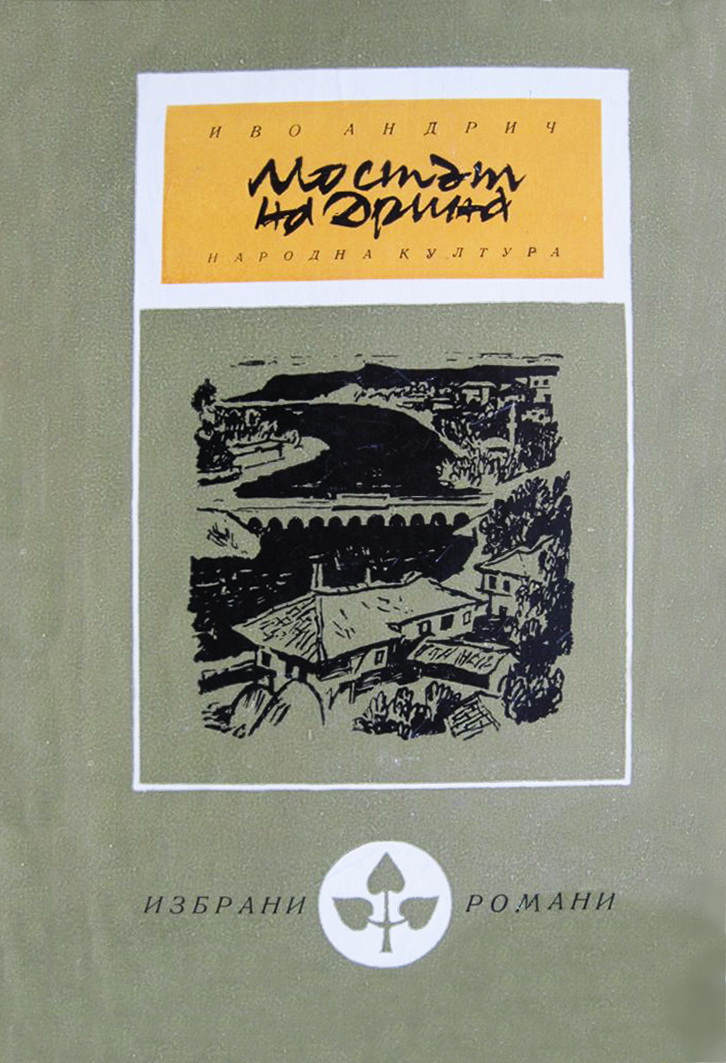 ИВО АНДРИЧ
Мостът
на Дрина
НАРОДНА КУЛТУРА
ИЗБРАНИ РОМАНИ